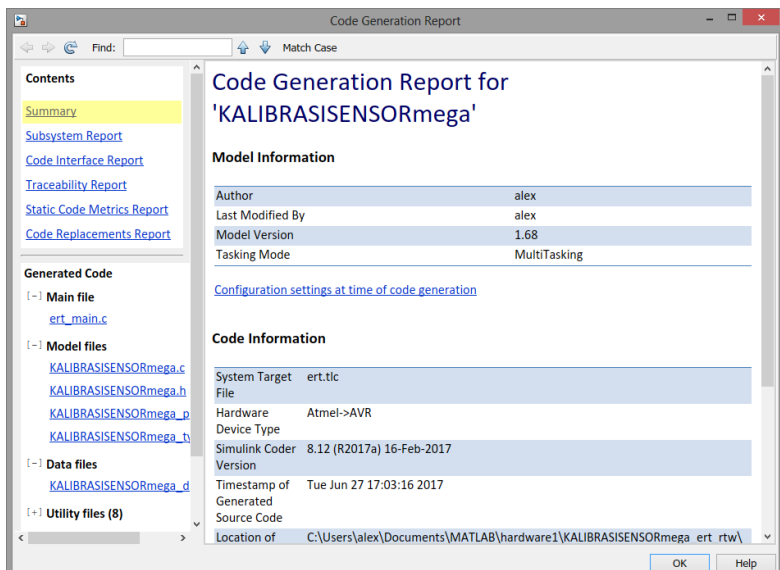 Code Generation Report
Find:
Match Case
Contents
Summary
Subsystem Report
Code Interface Report
Traceability Report
Static Code Metrics Report
Code Replacements Report
Generated Code
[-] Main file
ert_main.c
[-] Model files
KALIBRASISENSORmega.c
KALIBRASISENSORmega.h
KALIBRASISENSORmega_p
KALIBRASISENSORmega_ty
[-] Data files
KALIBRASISENSORmega_d
[+] Utility files (8)
Code Generation Report for
'KALIBRASISENSORmega'
Model Information
Author alex
Last Modified By alex
Model Version 1.68
Tasking Mode MultiTasking
Configuration settings at time of code generation
Code Information
System Target ert.tlc
File
Hardware Atmel->AVR
Device Type
Simulink Coder 8.12 (R2017a) 16-Feb-2017
Version
Timestamp of Tue Jun 27 17:03:16 2017
Generated
Source Code
Location of C:\Users\alex\Documents\MATLAB\hardware1\KALIBRASISENSORmega_ert_rtw\
OK
Help